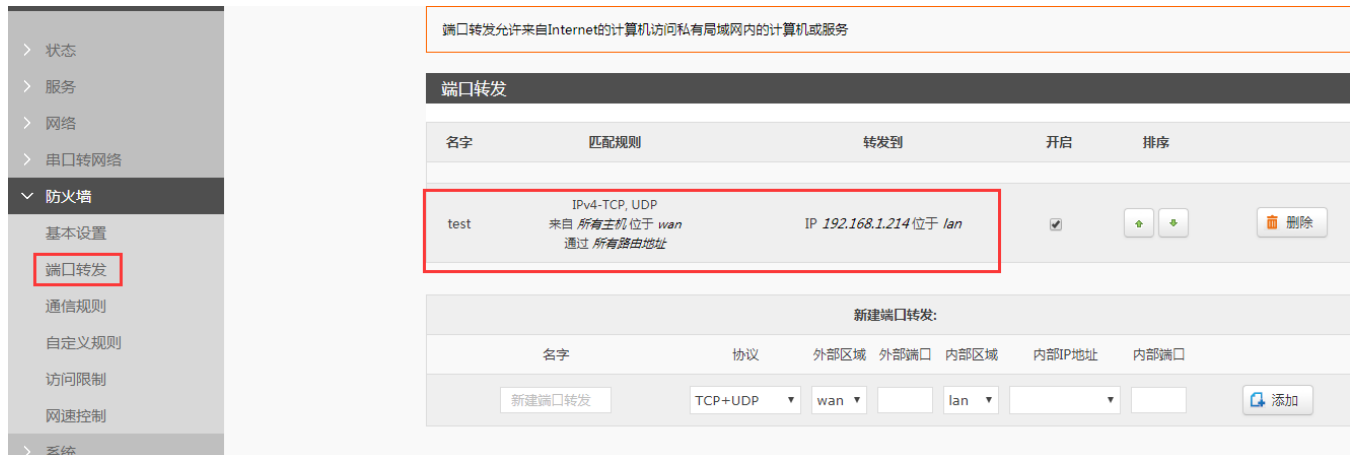 端口转发允许来自Internet的计算机访问私有局域网内的计算机或服务
状态
服务
网络
串口转网络
防火墙
基本设置
端口转发
通信规则
自定义规则
访问限制
网速控制
系统
端口转发
名字 匹配规则 转发到 开启 排序
test
IPv4-TCP, UDP
来自 所有主机 位于 wan
通过 所有路由地址
IP 192.168.1.214 位于 lan
删除
新建端口转发:
名字 协议 外部区域 外部端口 内部区域 内部IP地址 内部端口
新建端口转发 TCP+UDP wan lan 添加